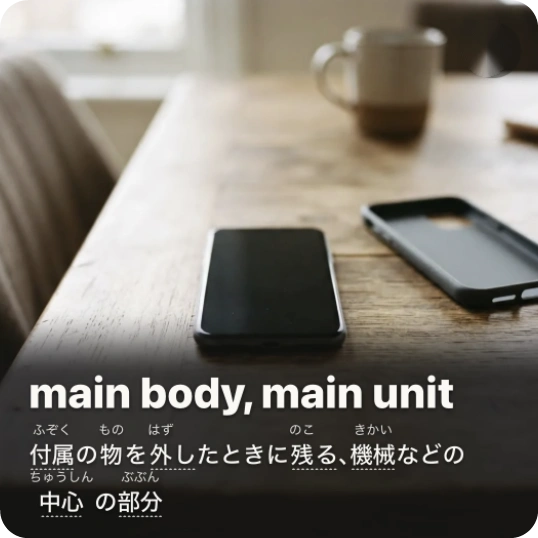 main body, main unit
ふぞく もの はず のこ きかい
付属の物を外したときに残る、機械などの
ちゅうしん ぶぶん
中心 の部分